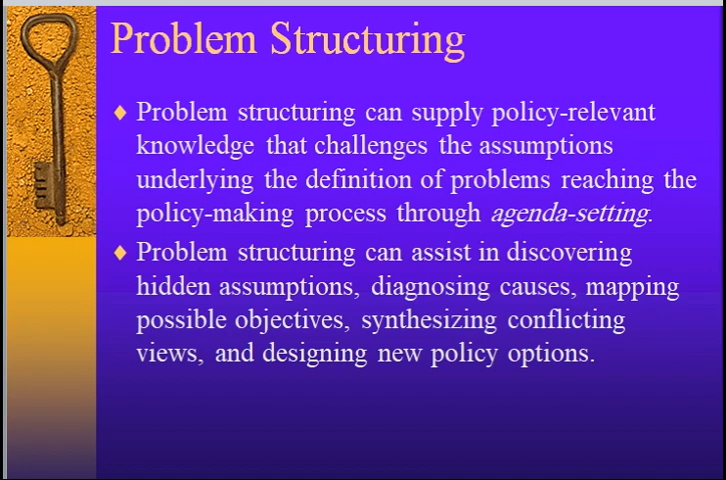 Problem Structuring
♦ Problem structuring can supply policy-relevant
knowledge that challenges the assumptions
underlying the definition of problems reaching the
policy-making process through agenda-setting.
♦ Problem structuring can assist in discovering
hidden assumptions, diagnosing causes, mapping
possible objectives, synthesizing conflicting
views, and designing new policy options.